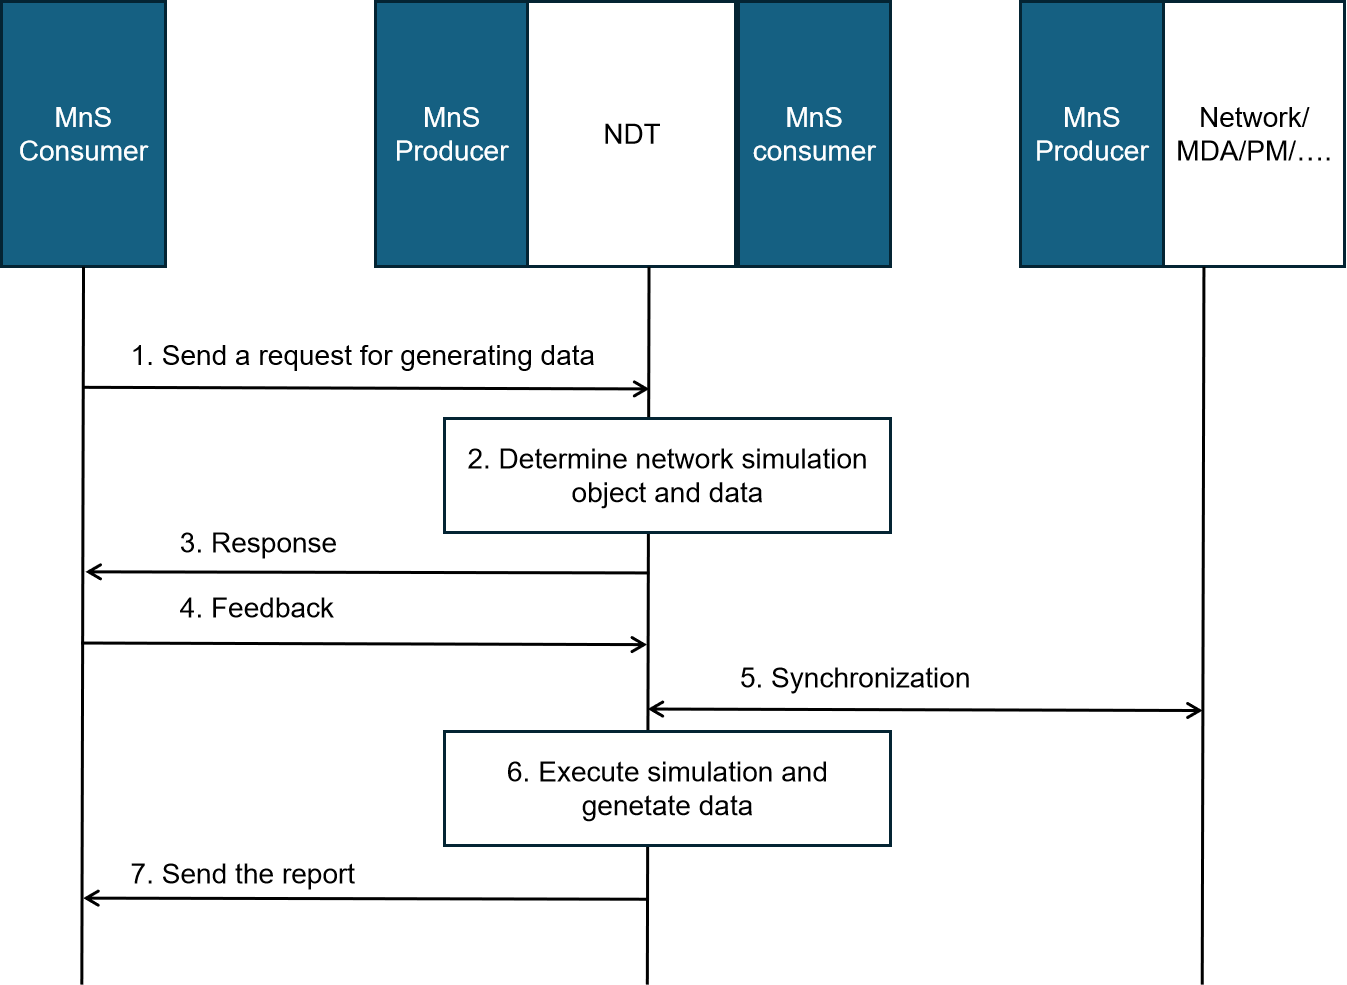 MnS
Consumer
MnS
Producer
NDT
MnS
consumer
MnS
Producer
Network/
MDA/PM/….
1. Send a request for generating data
2. Determine network simulation
object and data
3. Response
4. Feedback
5. Synchronization
6. Execute simulation and
genetate data
7. Send the report